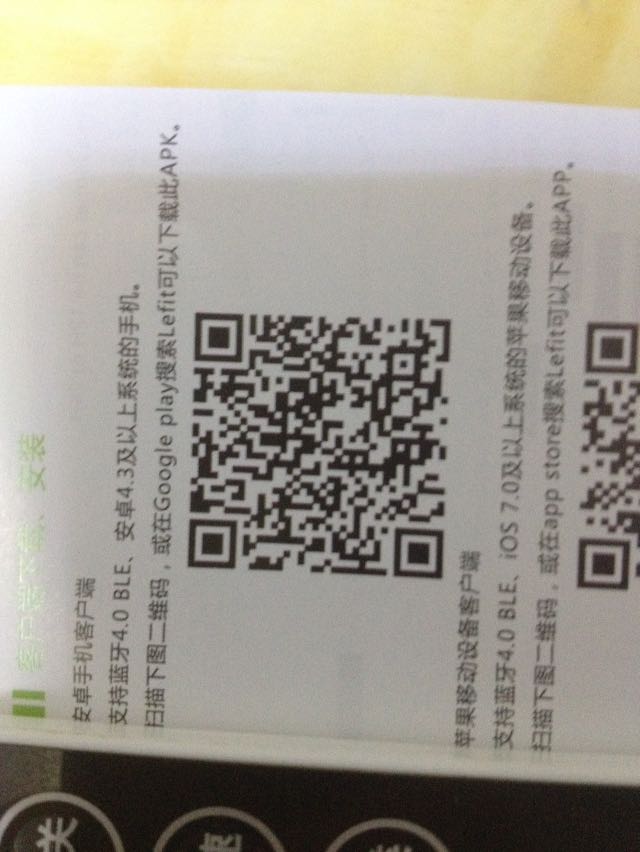 客户端下载、安装
安卓手机客户端
支持蓝牙4.0 BLE、安卓4.3及以上系统的手机。
扫描下图二维码，或在Google play搜索Lefit可以下载此APK。
苹果移动设备客户端
支持蓝牙4.0 BLE、iOS 7.0及以上系统的苹果移动设备。
扫描下图二维码，或在app store搜索Lefit可以下载此APP。
关